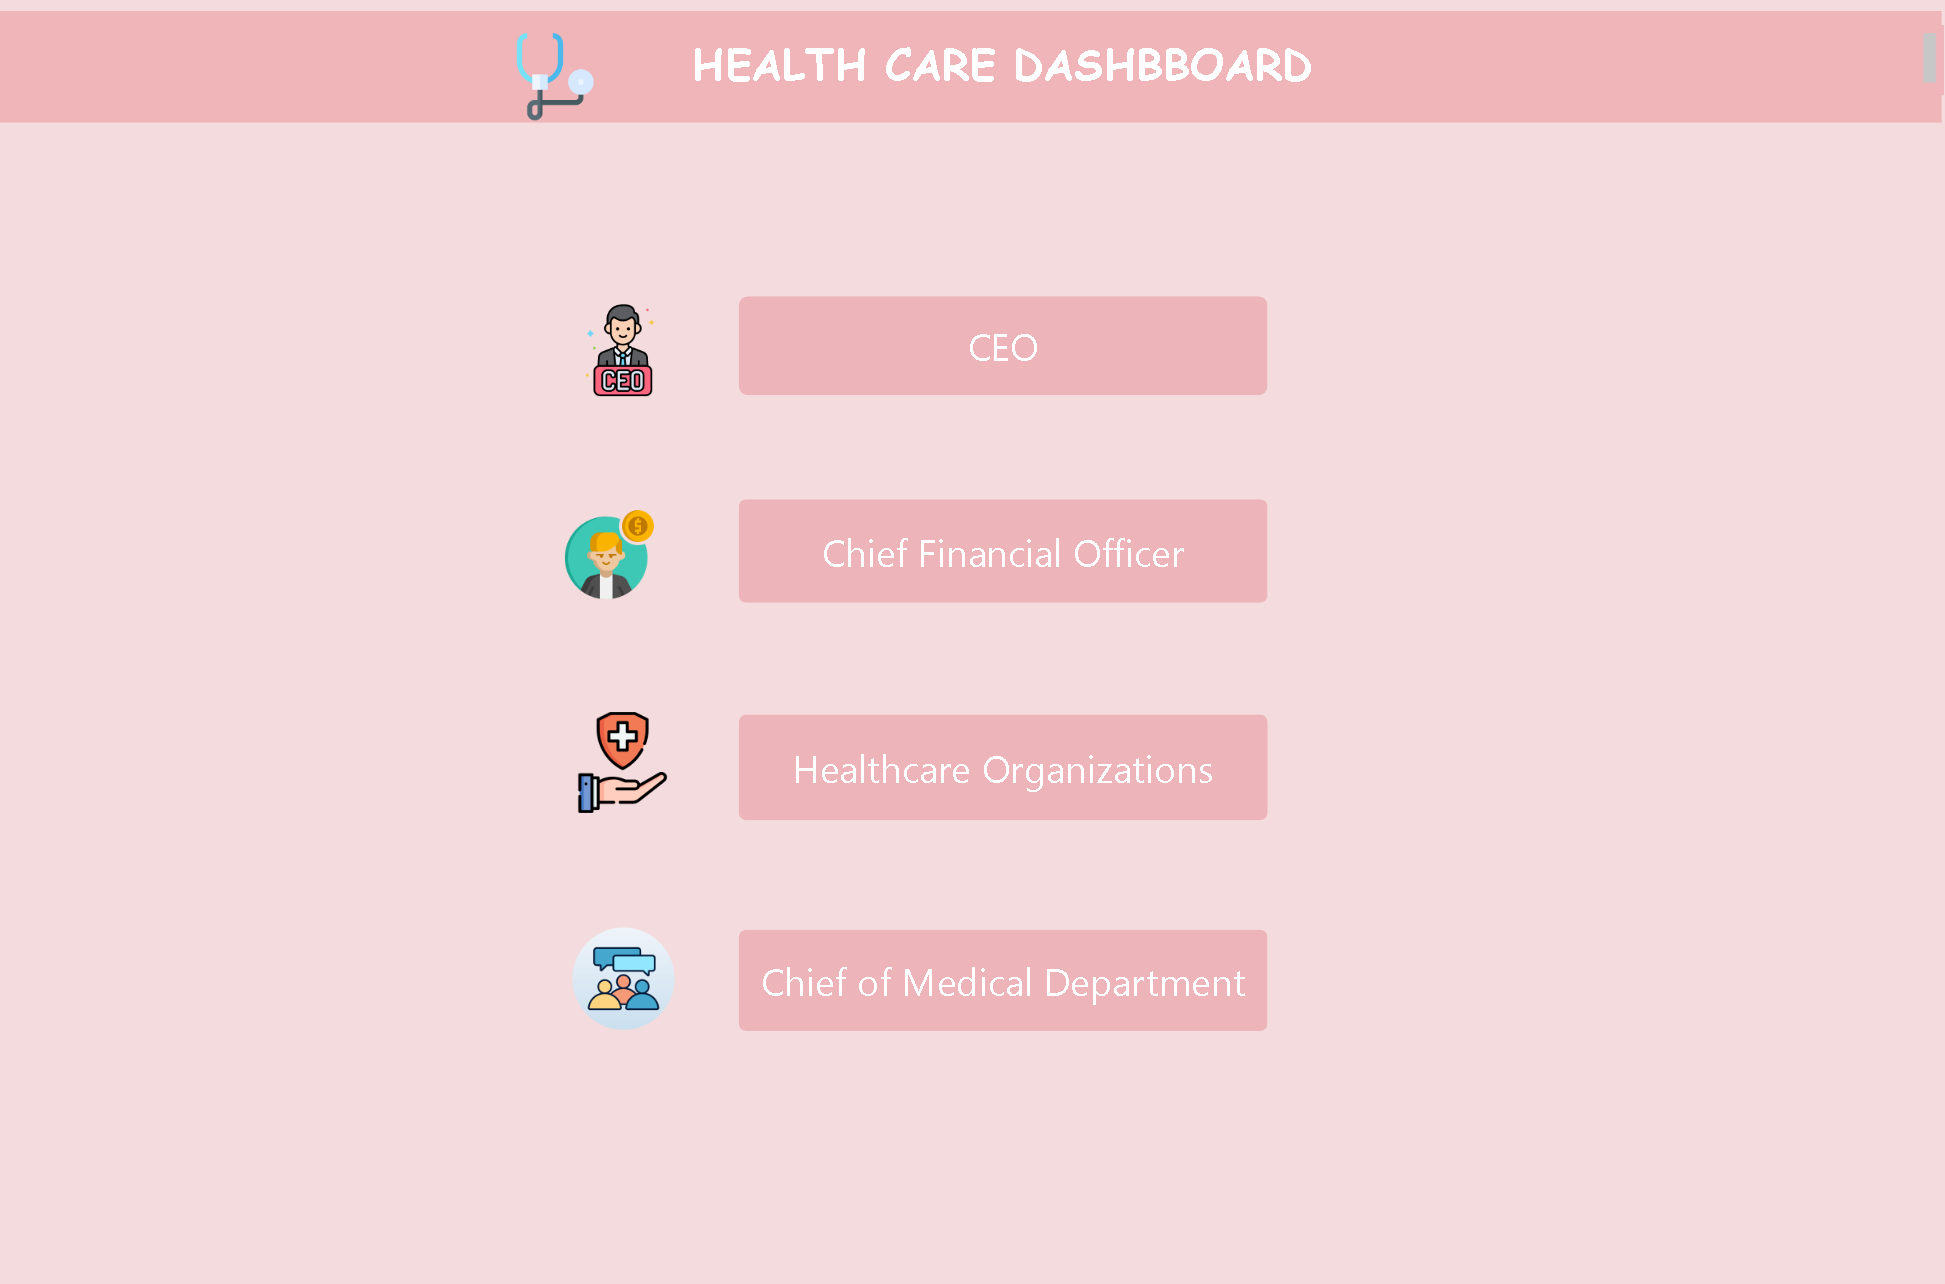 HEALTH CARE DASHBBOARD
CEO
CEO
$
Chief Financial Officer
Healthcare Organizations
Chief of Medical Department